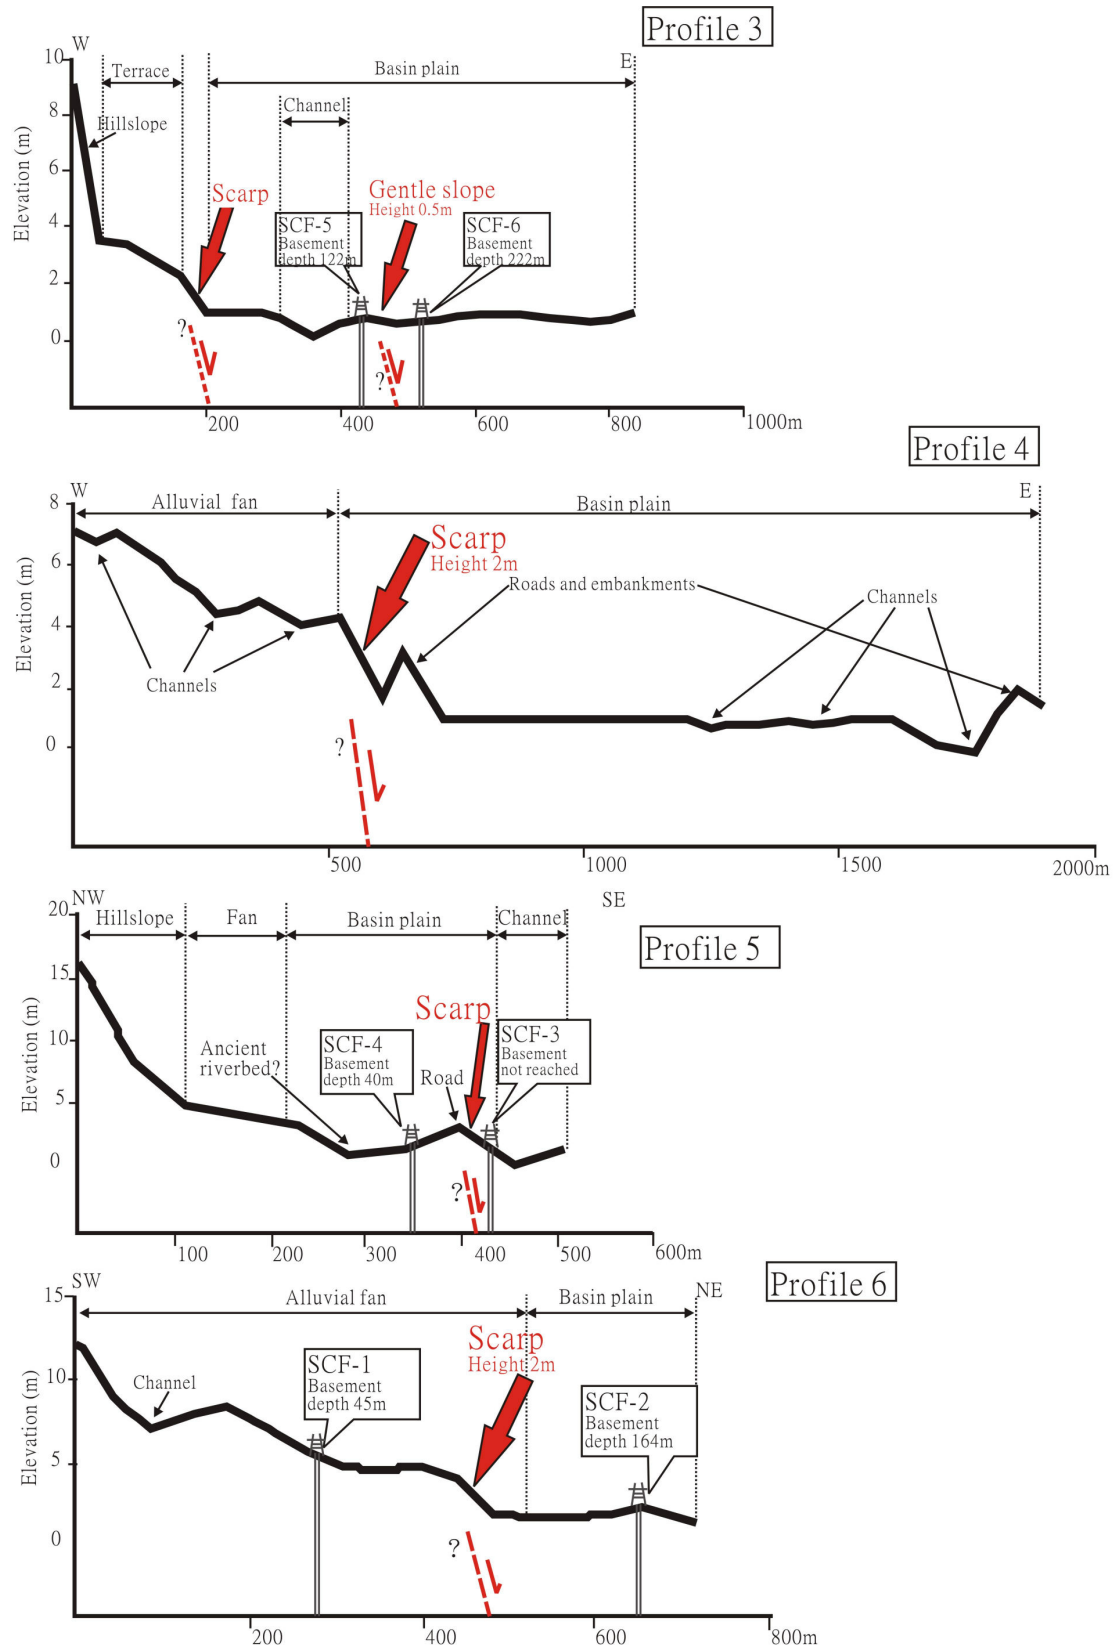 Profile 3
W
E
10
8
6
4
2
0
Elevation (m)
Terrace
Basin plain
Channel
Hillslope
Scarp
Gentle slope
Height 0.5m
SCF-5
Basement
depth 122m
SCF-6
Basement
depth 222m
?
?
200
400
600
800
1000m
Profile 4
W
E
8
6
4
2
0
Elevation (m)
Alluvial fan
Basin plain
Scarp
Height 2m
Roads and embankments
Channels
Channels
?
500
1000
1500
2000m
Profile 5
NW
SE
20
15
10
5
0
Elevation (m)
Hillslope
Fan
Basin plain
Channel
Scarp
SCF-4
Basement
depth 40m
SCF-3
Basement
not reached
Ancient
riverbed?
Road
?
100
200
300
400
500
600m
Profile 6
SW
NE
15
10
5
0
Elevation (m)
Alluvial fan
Basin plain
Scarp
Height 2m
Channel
SCF-1
Basement
depth 45m
SCF-2
Basement
depth 164m
?
200
400
600
800m